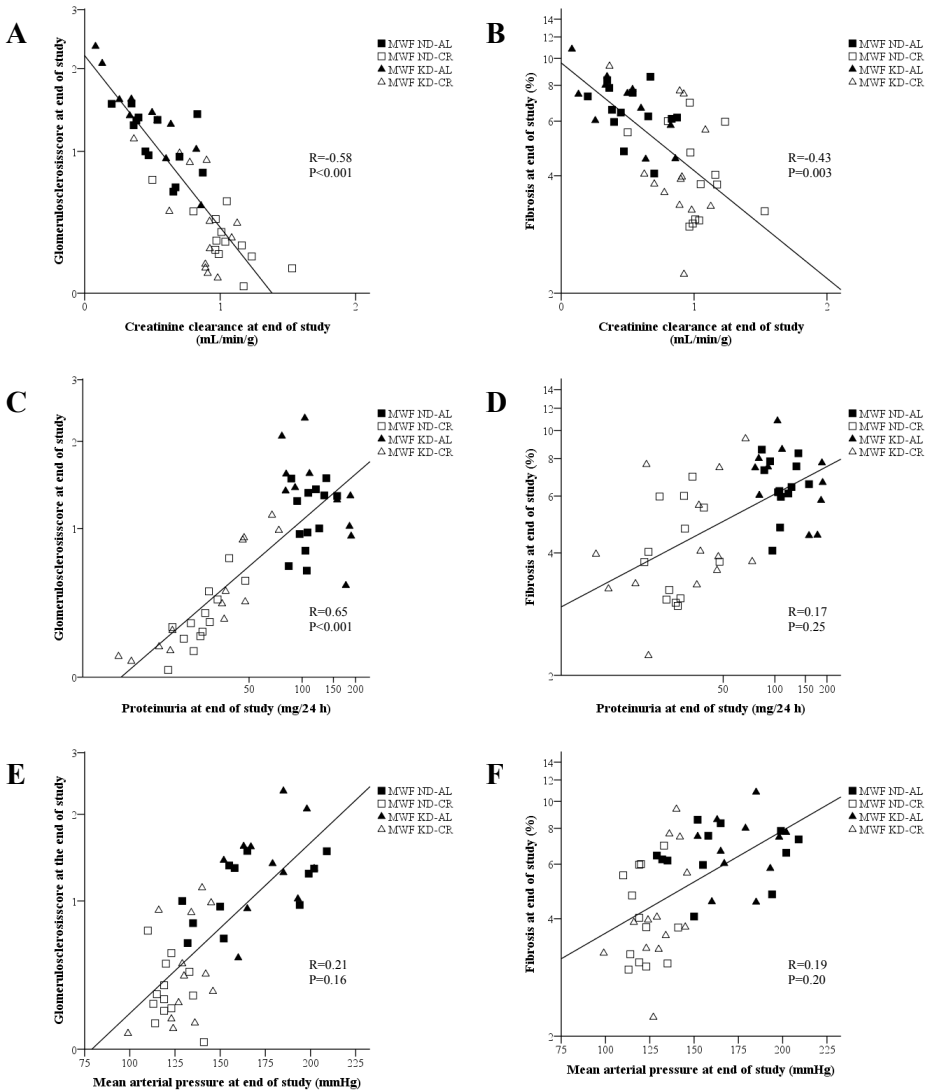 A
Glomerulosclerosisscore at end of study
3
2
1
0
0
1
2
Creatinine clearance at end of study
(mL/min/g)
R=-0.58
P<0.001
MWF ND-AL
MWF ND-CR
MWF KD-AL
MWF KD-CR
B
Fibrosis at end of study (%)
14
12
10
8
6
4
2
0
1
2
Creatinine clearance at end of study
(mL/min/g)
R=-0.43
P=0.003
MWF ND-AL
MWF ND-CR
MWF KD-AL
MWF KD-CR
C
Glomerulosclerosisscore at end of study
3
2
1
0
50
100
150
200
Proteinuria at end of study (mg/24 h)
R=0.65
P<0.001
MWF ND-AL
MWF ND-CR
MWF KD-AL
MWF KD-CR
D
Fibrosis at end of study (%)
14
12
10
8
6
4
2
50
100
150
200
Proteinuria at end of study (mg/24 h)
R=0.17
P=0.25
MWF ND-AL
MWF ND-CR
MWF KD-AL
MWF KD-CR
E
Glomerulosclerosisscore at the end of study
3
2
1
0
75
100
125
150
175
200
225
Mean arterial pressure at end of study (mmHg)
R=0.21
P=0.16
MWF ND-AL
MWF ND-CR
MWF KD-AL
MWF KD-CR
F
Fibrosis at end of study (%)
14
12
10
8
6
4
2
75
100
125
150
175
200
225
Mean arterial pressure at end of study (mmHg)
R=0.19
P=0.20
MWF ND-AL
MWF ND-CR
MWF KD-AL
MWF KD-CR